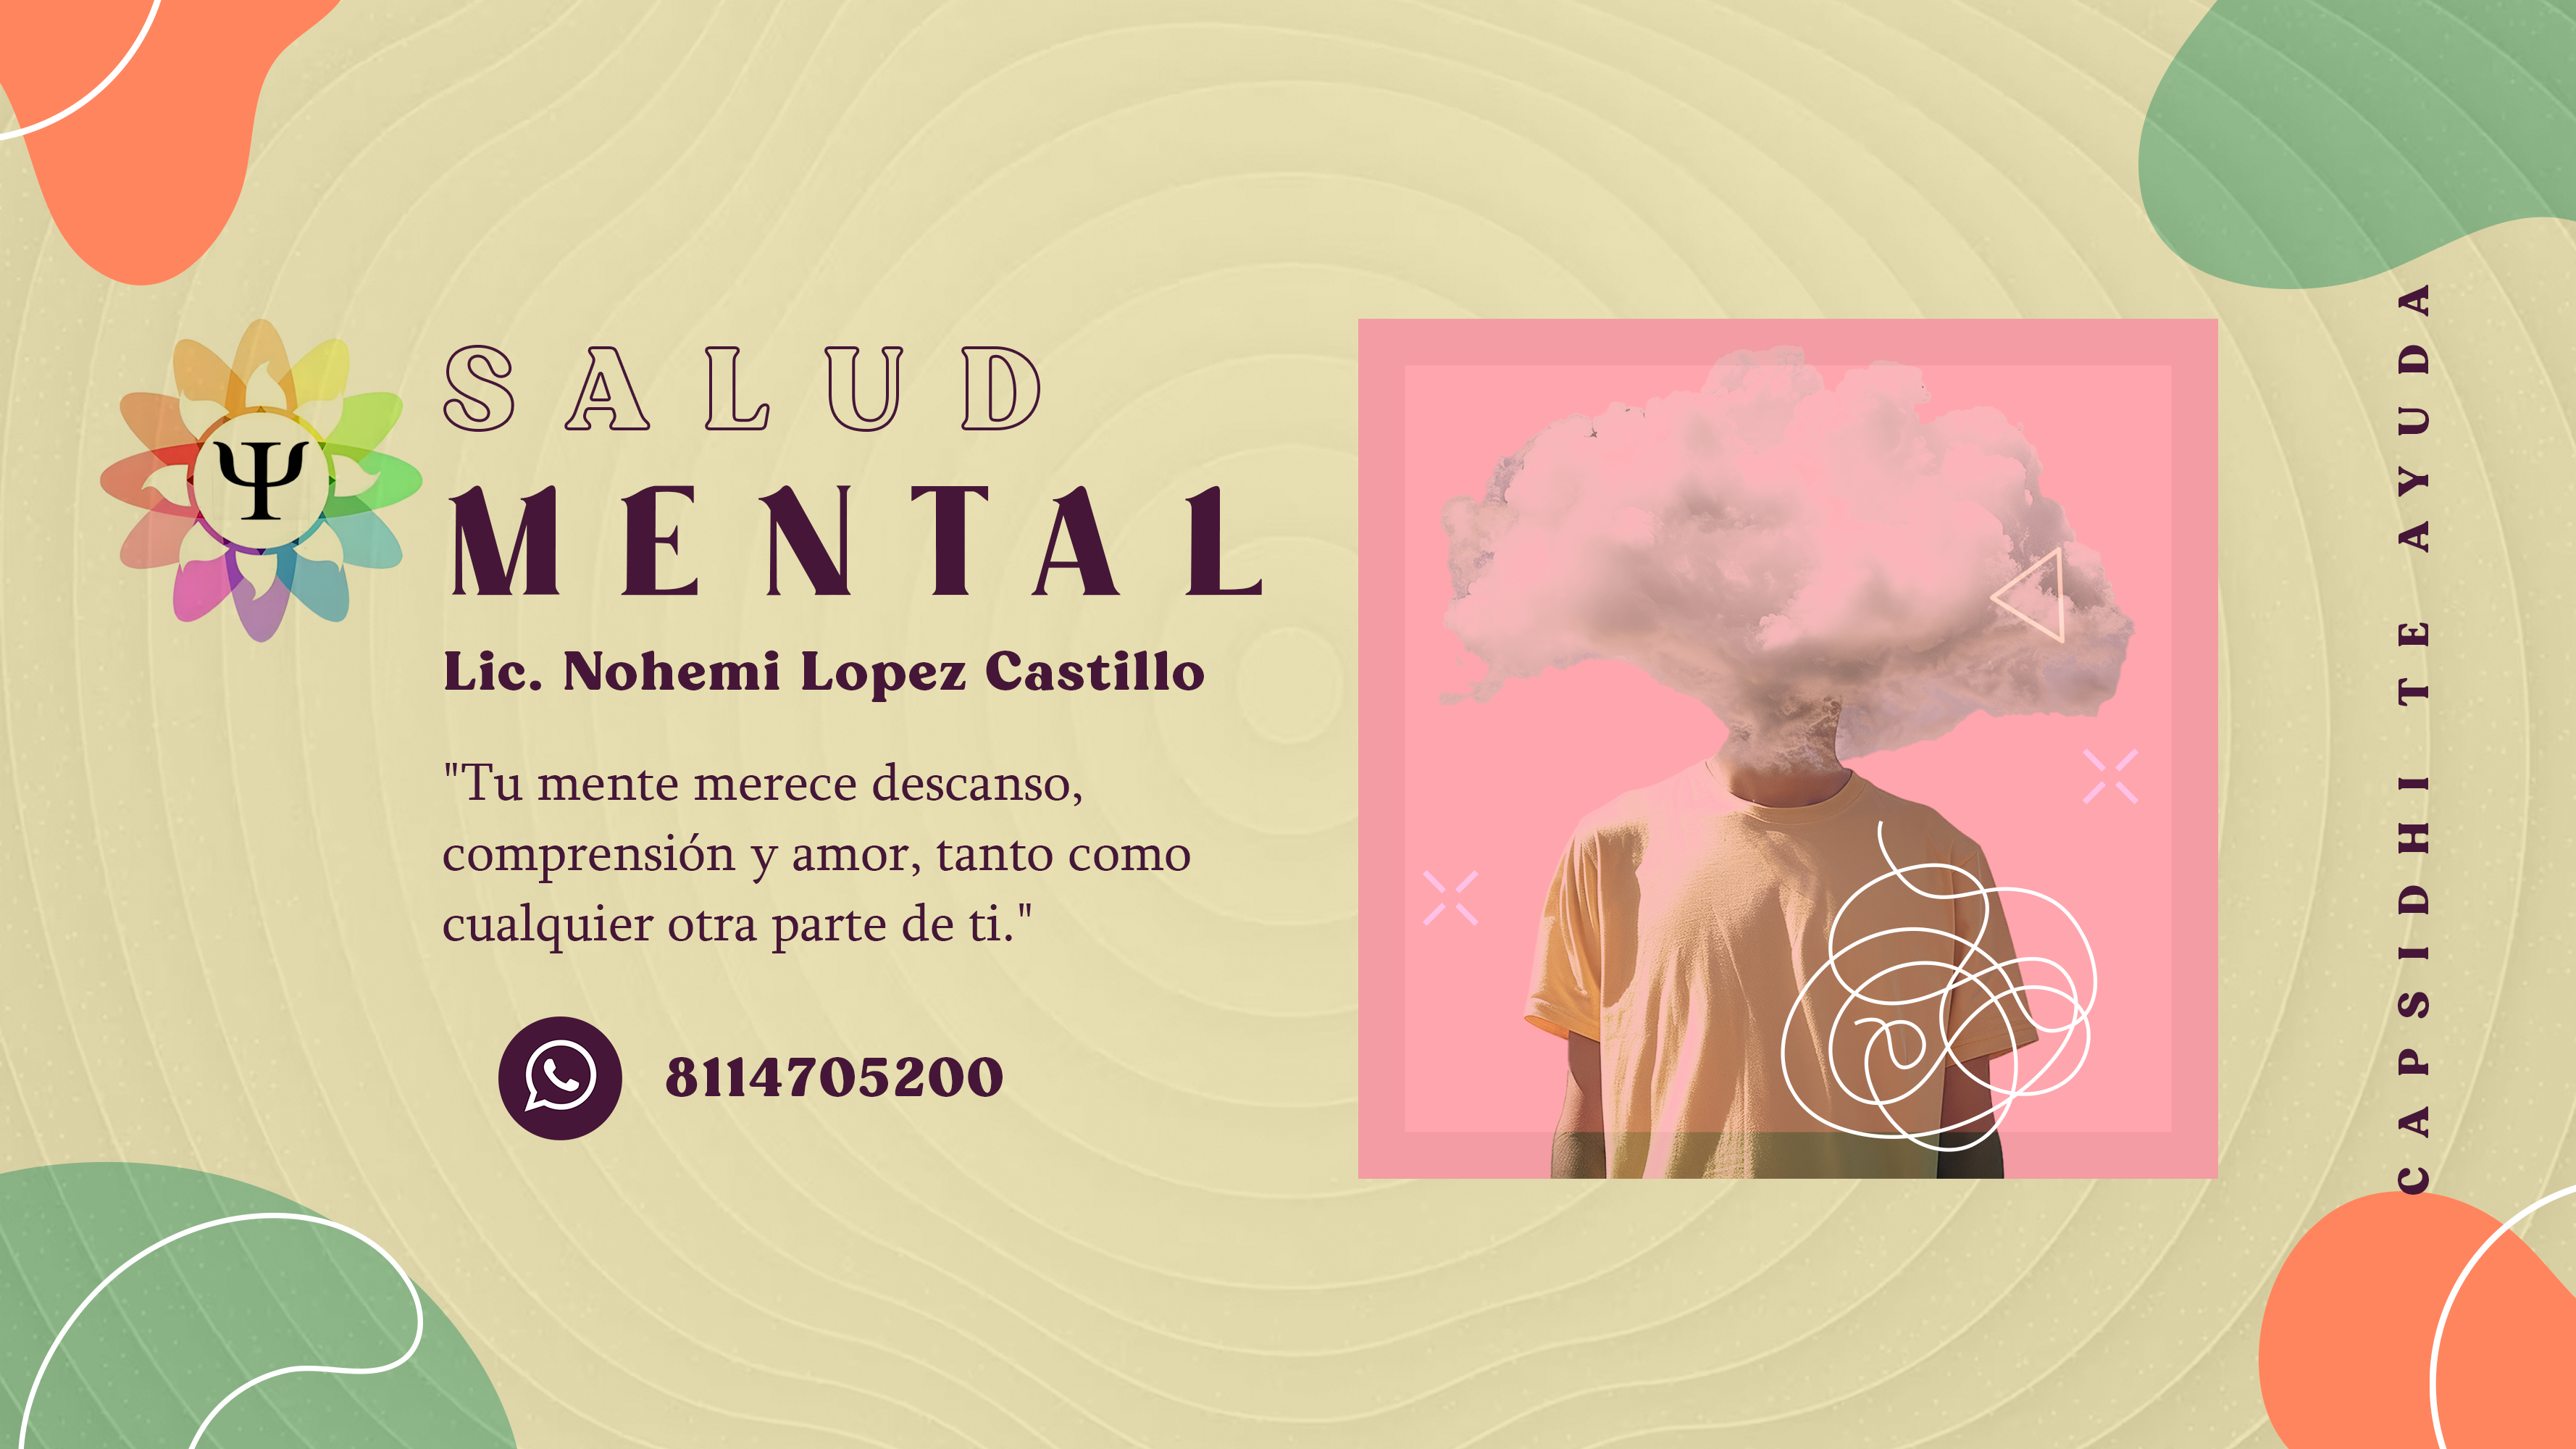 SALUD
MENTAL
Lic. Nohemi Lopez Castillo
"Tu mente merece descanso,
comprensión y amor, tanto como
cualquier otra parte de ti."
8114705200
CAPSIDHI TE AYUDA
Ψ